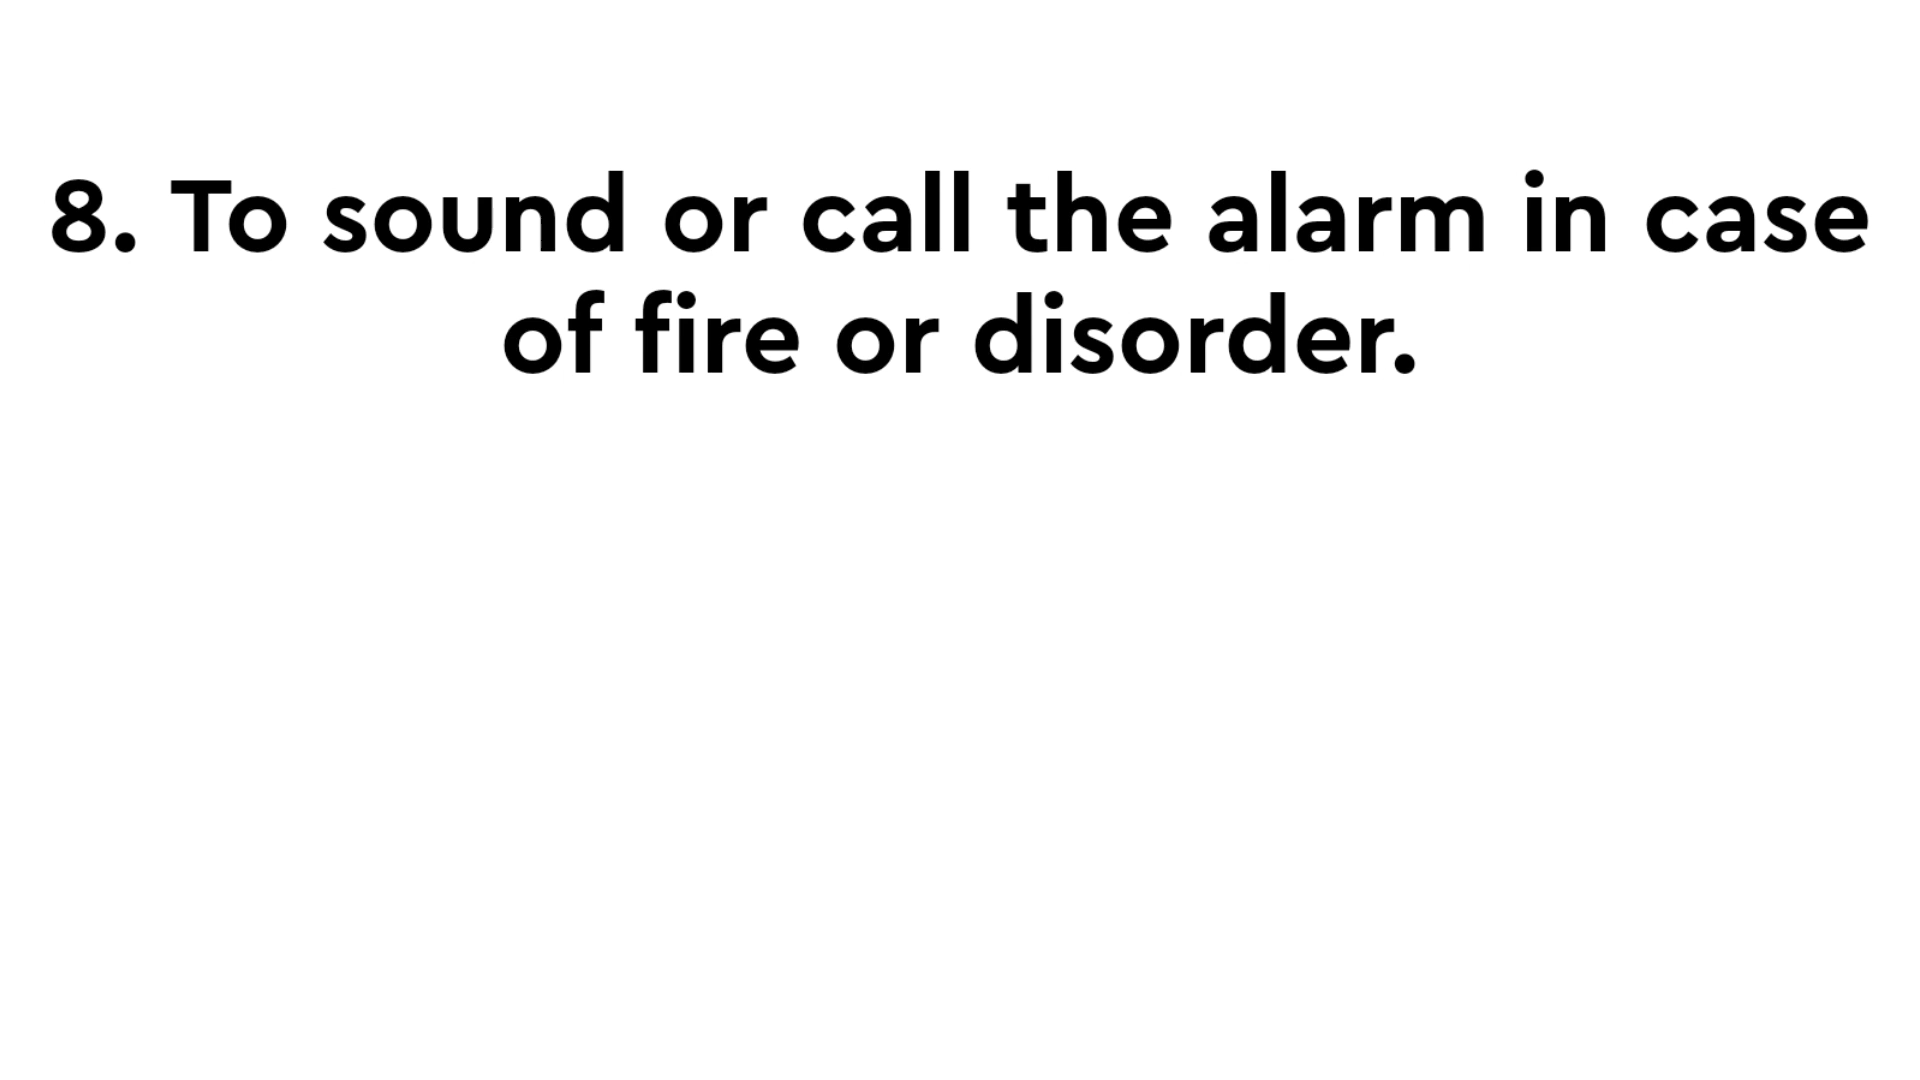 8. To sound or call the alarm in case
of fire or disorder.